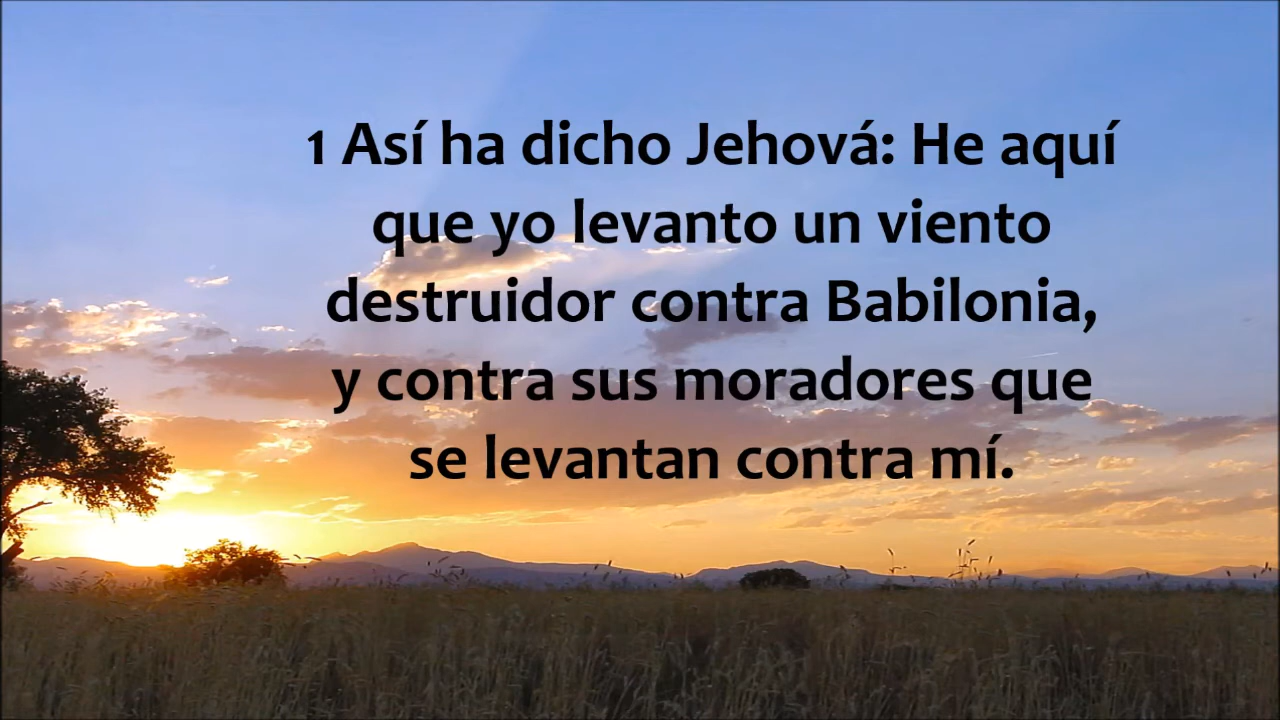 1 Así ha dicho Jehová: He aquí
que yo levanto un viento
destruidor contra Babilonia,
y contra sus moradores que
se levantan contra mí.